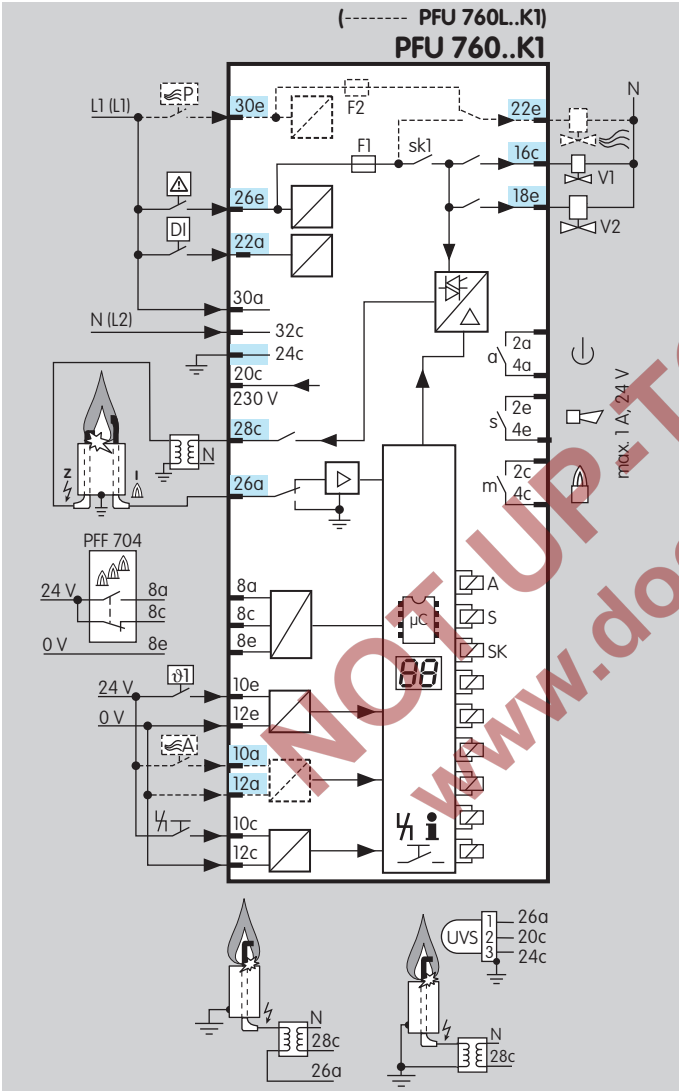 (------- PFU 760L..K1)
PFU 760..K1
L1 (L1)
P
30e
F2
22e
N
F1
sk1
16c
V1
26e
18e
V2
DI
22a
30a
N (L2)
32c
24c
20c
230 V
28c
N
26a
Z
I
a
2a
4a
s
2e
4e
m
2c
4c
max. 1 A, 24 V
PFF 704
24 V
8a
8c
0 V
8e
8a
8c
8e
µC
88
A
S
SK
24 V
ϑ1
10e
0 V
12e
A
10a
12a
10c
12c
i
NOT UP-TO
www.doc
N
28c
26a
UVS
1
2
3
26a
20c
24c
N
28c